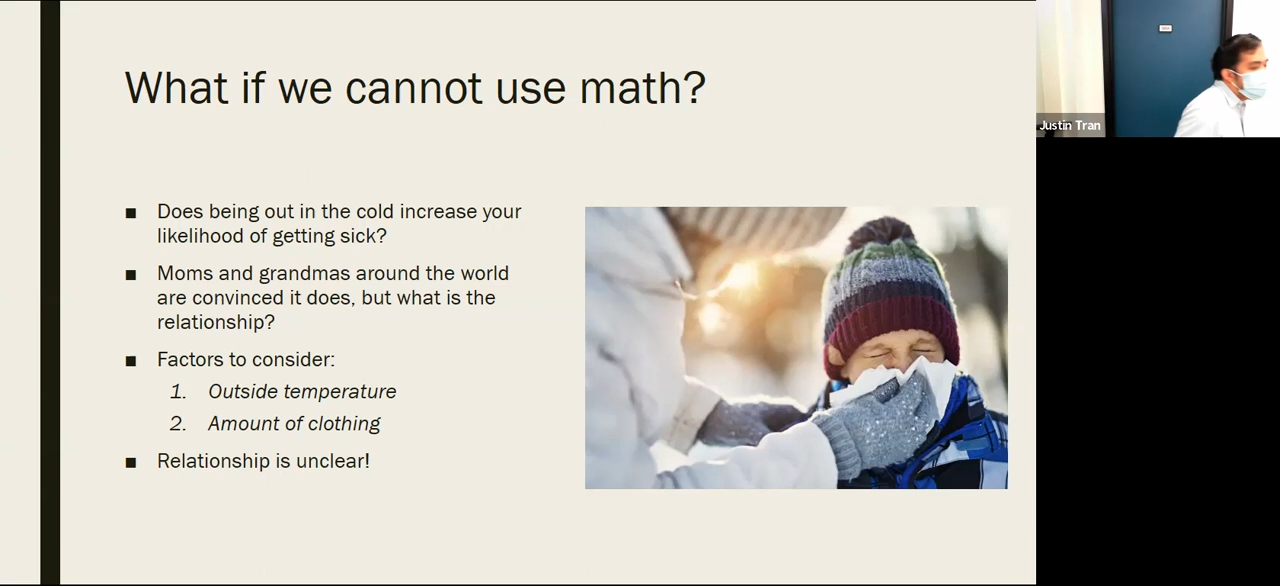 What if we cannot use math?
■ Does being out in the cold increase your
likelihood of getting sick?
■ Moms and grandmas around the world
are convinced it does, but what is the
relationship?
■ Factors to consider:
1. Outside temperature
2. Amount of clothing
■ Relationship is unclear!
Justin Tran